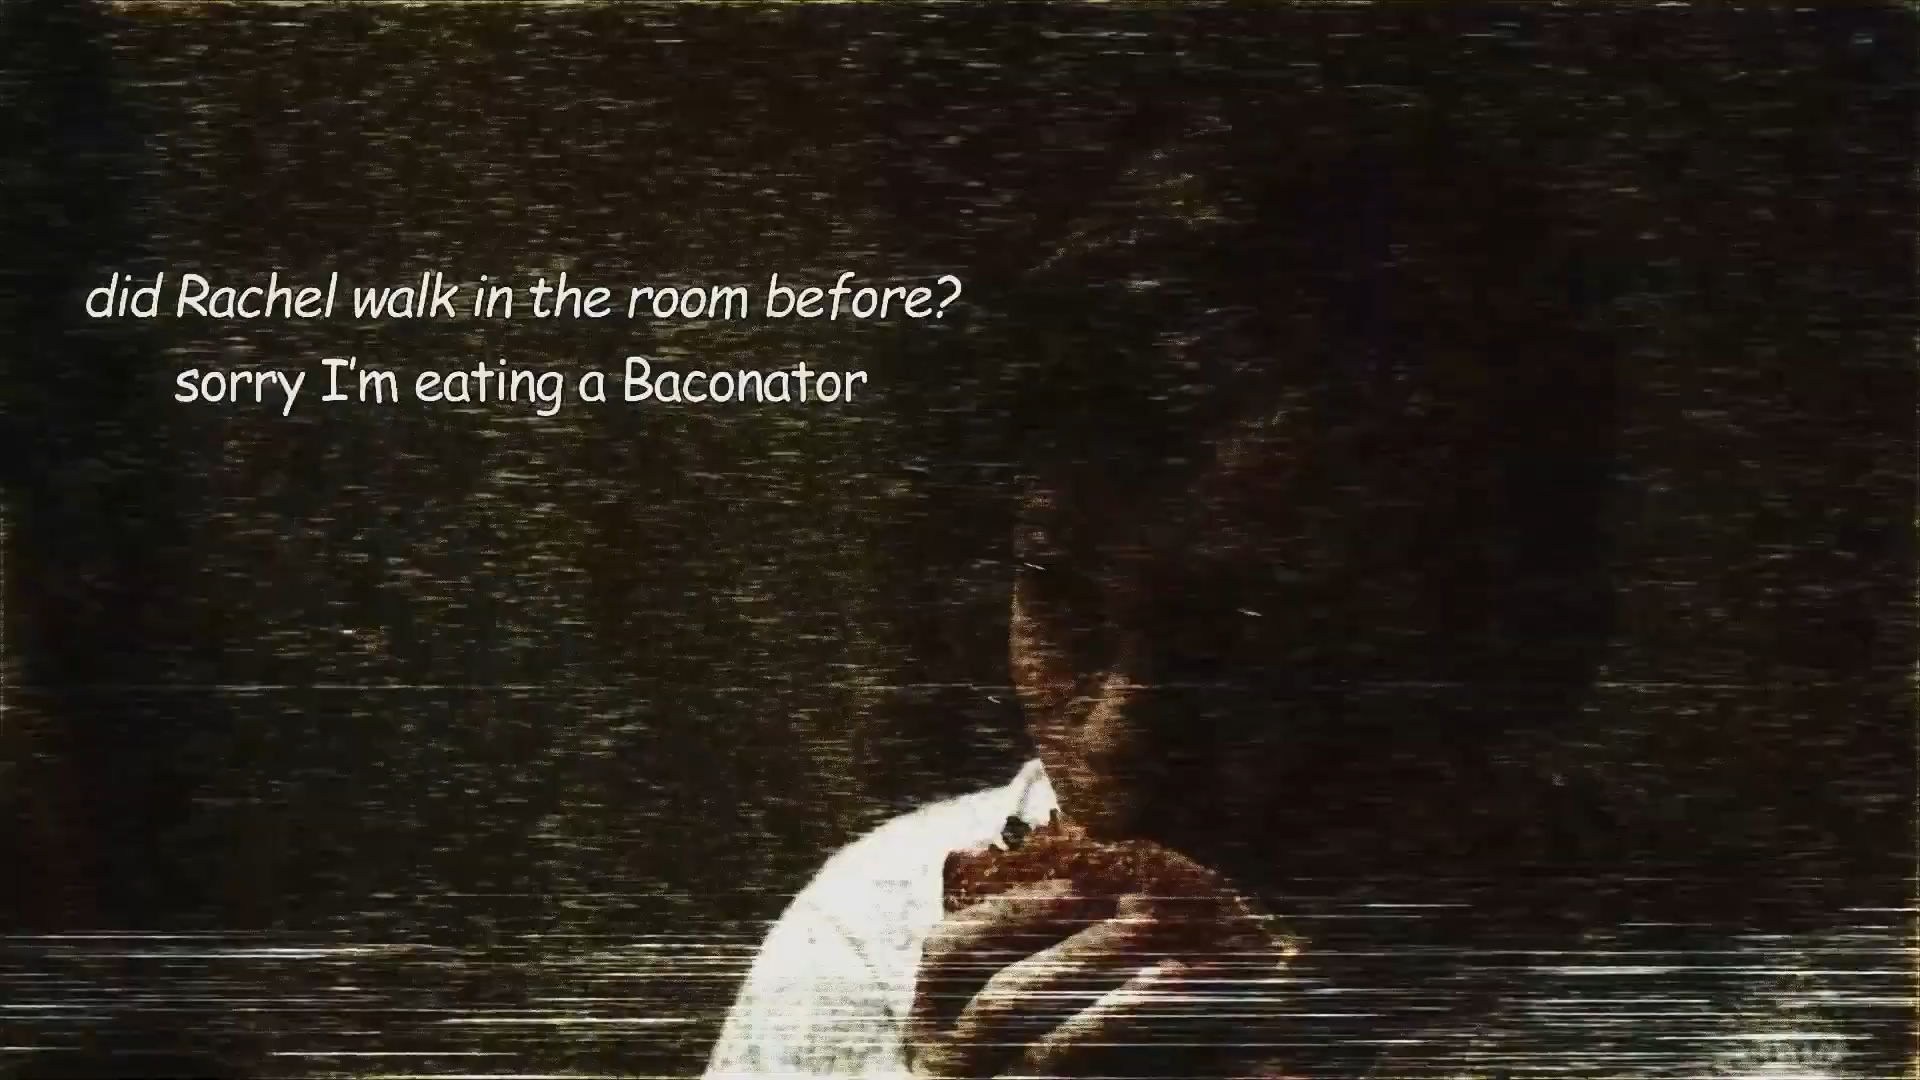 did Rachel walk in the room before?
sorry I'm eating a Baconator